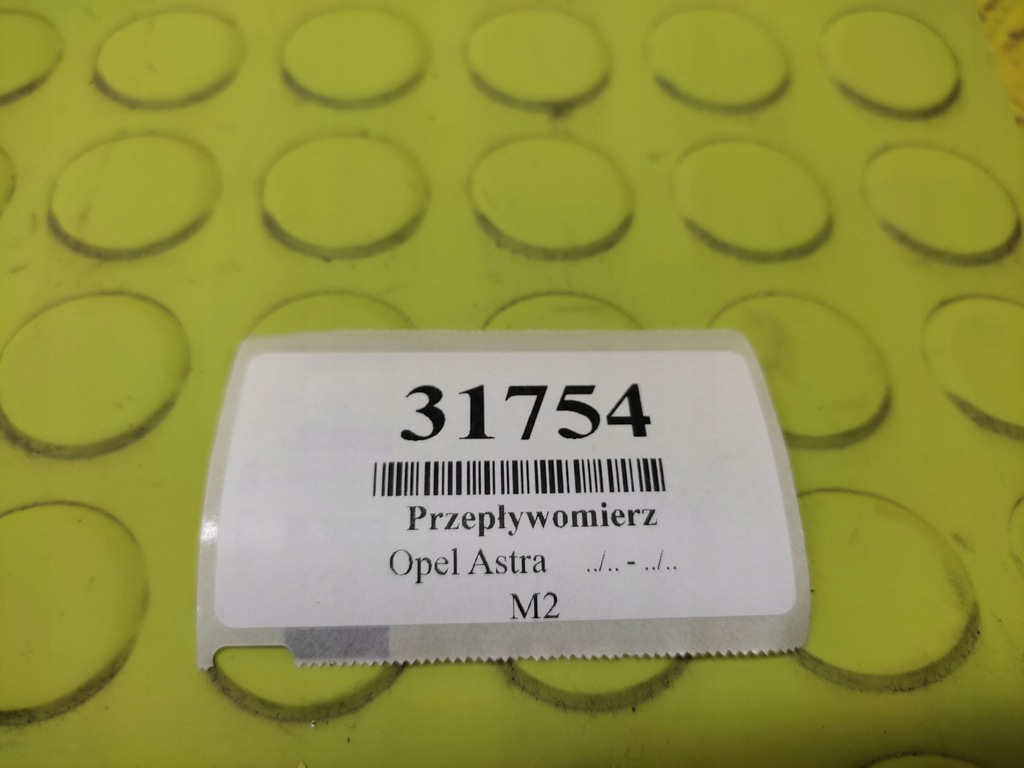 31754
Przepływomierz
Opel Astra ../.. - ../..
M2